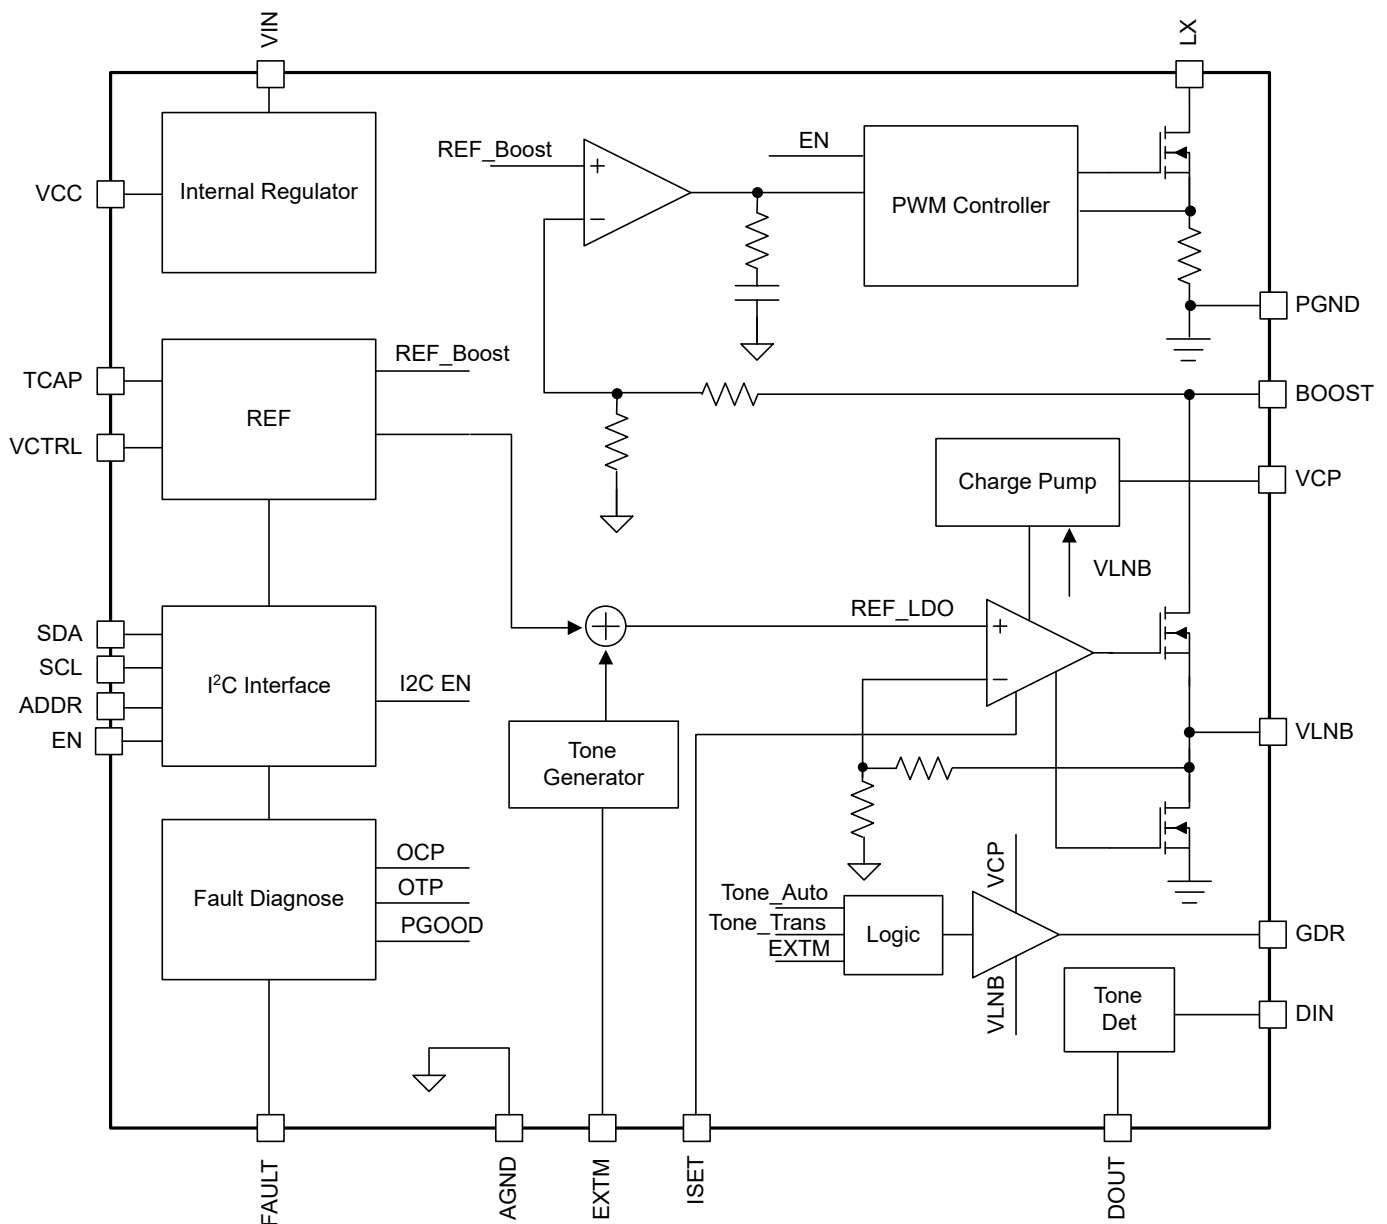 VIN
LX
Internal Regulator
VCC
REF_Boost
+
−
EN
PWM Controller
PGND
REF_Boost
TCAP
VCTRL
REF
BOOST
Charge Pump
VCP
VLNB
REF_LDO
+
−
SDA
SCL
ADDR
EN
I²C Interface
I2C EN
Tone
Generator
VLNB
Fault Diagnose
OCP
OTP
PGOOD
Tone_Auto
Tone_Trans
EXTM
Logic
VCP
VLNB
GDR
Tone
Det
DIN
FAULT
AGND
EXTM
ISET
DOUT